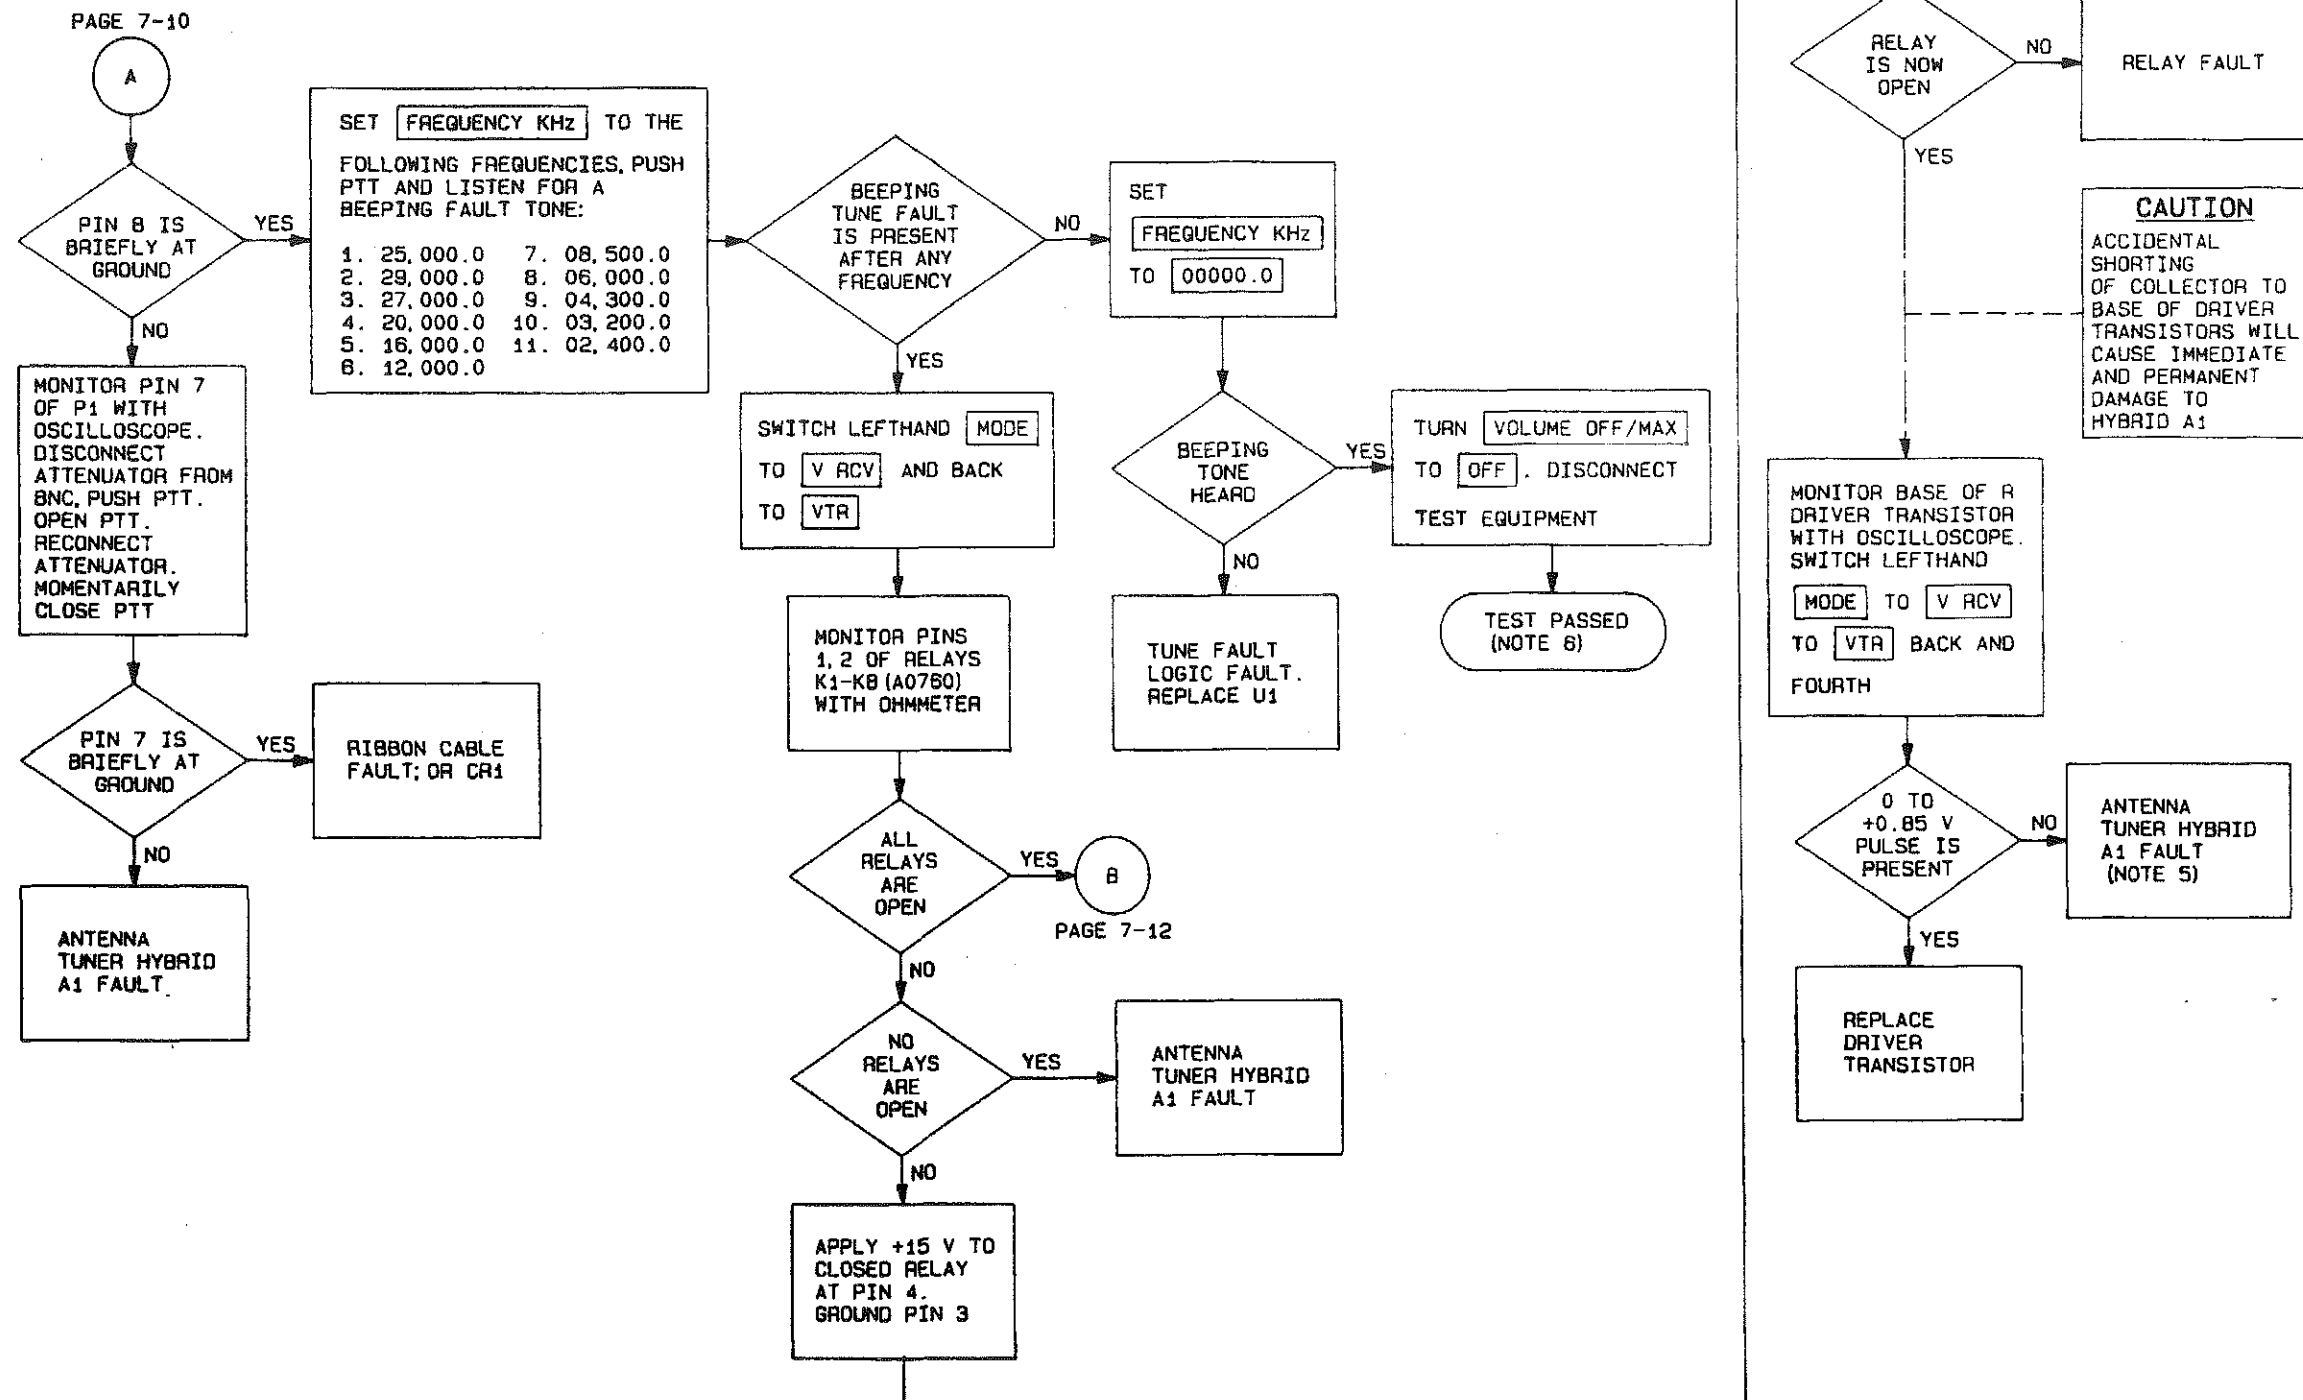 PAGE 7-10
A
PIN 8 IS
BRIEFLY AT
GROUND
YES
NO
SET FREQUENCY KHz TO THE
FOLLOWING FREQUENCIES, PUSH
PTT AND LISTEN FOR A
BEEPING FAULT TONE:
1. 25,000.0 7. 08,500.0
2. 29,000.0 8. 06,000.0
3. 27,000.0 9. 04,300.0
4. 20,000.0 10. 03,200.0
5. 16,000.0 11. 02,400.0
6. 12,000.0
MONITOR PIN 7
OF P1 WITH
OSCILLOSCOPE.
DISCONNECT
ATTENUATOR FROM
BNC, PUSH PTT.
OPEN PTT.
RECONNECT
ATTENUATOR.
MOMENTARILY
CLOSE PTT
PIN 7 IS
BRIEFLY AT
GROUND
YES
NO
RIBBON CABLE
FAULT; OR CR1
ANTENNA
TUNER HYBRID
A1 FAULT.
BEEPING
TUNE FAULT
IS PRESENT
AFTER ANY
FREQUENCY
NO
YES
SET
FREQUENCY KHz
TO 00000.0
SWITCH LEFTHAND MODE
TO V RCV AND BACK
TO VTR
BEEPING
TONE
HEARD
YES
NO
TURN VOLUME OFF/MAX
TO OFF . DISCONNECT
TEST EQUIPMENT
TEST PASSED
(NOTE 6)
TUNE FAULT
LOGIC FAULT.
REPLACE U1
MONITOR PINS
1, 2 OF RELAYS
K1-K8 (A0760)
WITH OHMMETER
ALL
RELAYS
ARE
OPEN
YES
B
PAGE 7-12
NO
NO
RELAYS
ARE
OPEN
YES
ANTENNA
TUNER HYBRID
A1 FAULT
NO
APPLY +15 V TO
CLOSED RELAY
AT PIN 4.
GROUND PIN 3
RELAY
IS NOW
OPEN
NO
RELAY FAULT
YES
CAUTION
ACCIDENTAL
SHORTING
OF COLLECTOR TO
BASE OF DRIVER
TRANSISTORS WILL
CAUSE IMMEDIATE
AND PERMANENT
DAMAGE TO
HYBRID A1
MONITOR BASE OF A
DRIVER TRANSISTOR
WITH OSCILLOSCOPE.
SWITCH LEFTHAND
MODE TO V RCV
TO VTR BACK AND
FOURTH
0 TO
+0.85 V
PULSE IS
PRESENT
NO
ANTENNA
TUNER HYBRID
A1 FAULT
(NOTE 5)
YES
REPLACE
DRIVER
TRANSISTOR